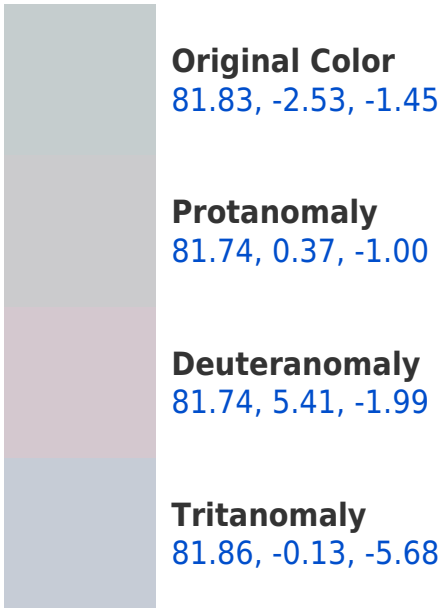 Original Color
81.83, -2.53, -1.45
Protanomaly
81.74, 0.37, -1.00
Deuteranomaly
81.74, 5.41, -1.99
Tritanomaly
81.86, -0.13, -5.68